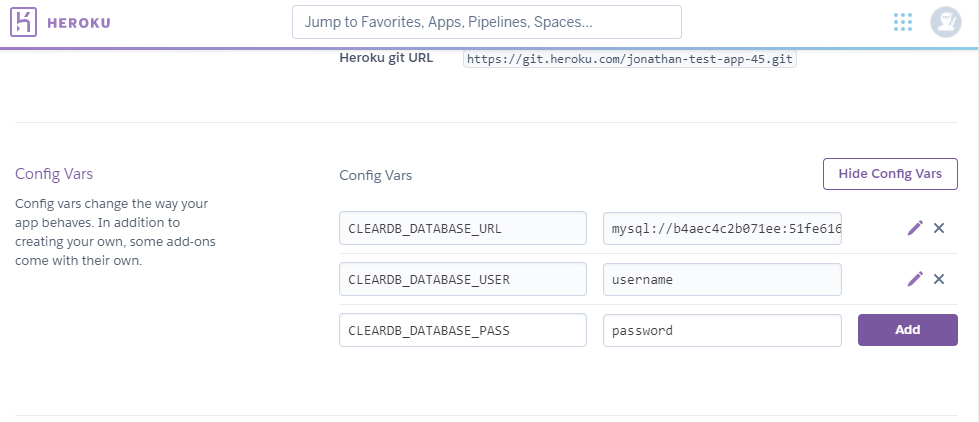 HEROKU
Jump to Favorites, Apps, Pipelines, Spaces...
Heroku git URL https://git.heroku.com/jonathan-test-app-45.git
Config Vars
Config vars change the way your
app behaves. In addition to
creating your own, some add-ons
come with their own.
Config Vars
Hide Config Vars
CLEARDB_DATABASE_URL mysql://b4aec4c2b071ee:51fe616
CLEARDB_DATABASE_USER username
CLEARDB_DATABASE_PASS password Add